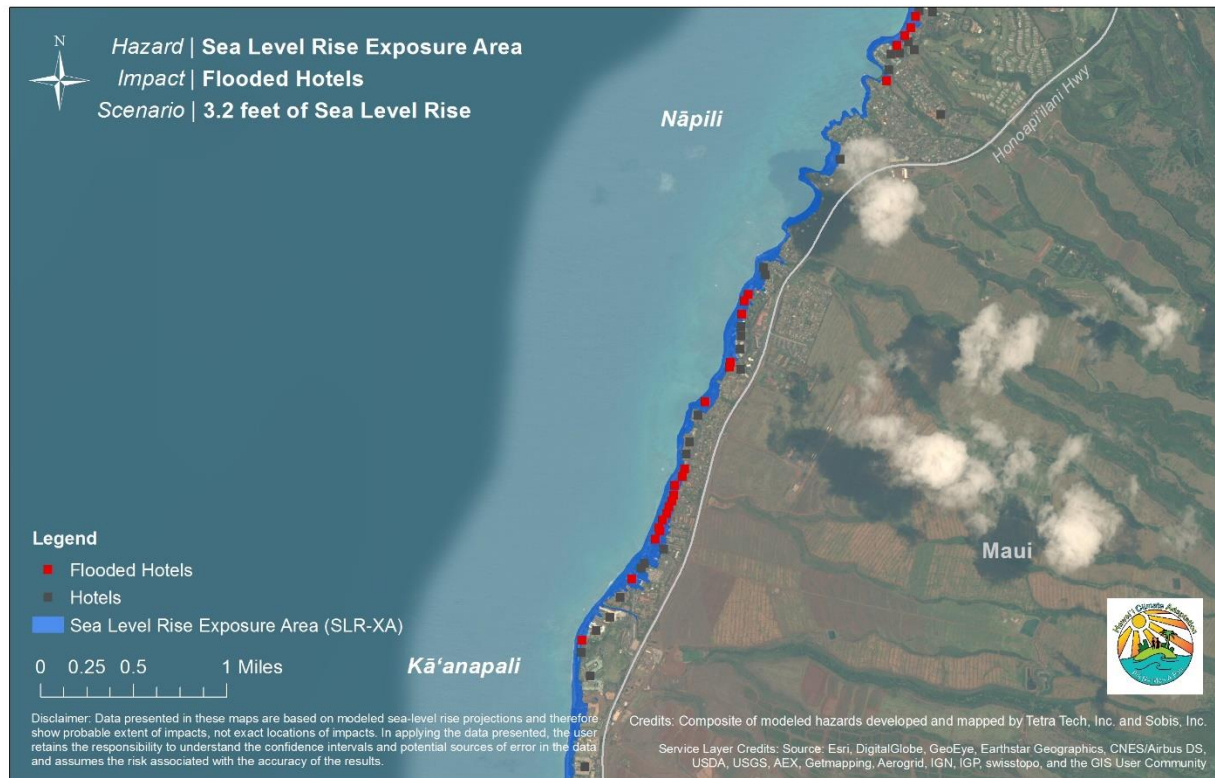 N
Hazard | Sea Level Rise Exposure Area
Impact | Flooded Hotels
Scenario | 3.2 feet of Sea Level Rise
Nāpili
Honoapiʻilani Hwy
Maui
Legend
Flooded Hotels
Hotels
Sea Level Rise Exposure Area (SLR-XA)
0 0.25 0.5 1 Miles
Kāʻanapali
Disclaimer: Data presented in these maps are based on modeled sea-level rise projections and therefore
show probable extent of impacts, not exact locations of impacts. In applying the data presented, the user
retains the responsibility to understand the confidence intervals and potential sources of error in the data
and assumes the risk associated with the accuracy of the results.
Hawaiʻi Climate Adaptation
Credits: Composite of modeled hazards developed and mapped by Tetra Tech, Inc. and Sobis, Inc.
Service Layer Credits: Source: Esri, DigitalGlobe, GeoEye, Earthstar Geographics, CNES/Airbus DS,
USDA, USGS, AEX, Getmapping, Aerogrid, IGN, IGP, swisstopo, and the GIS User Community